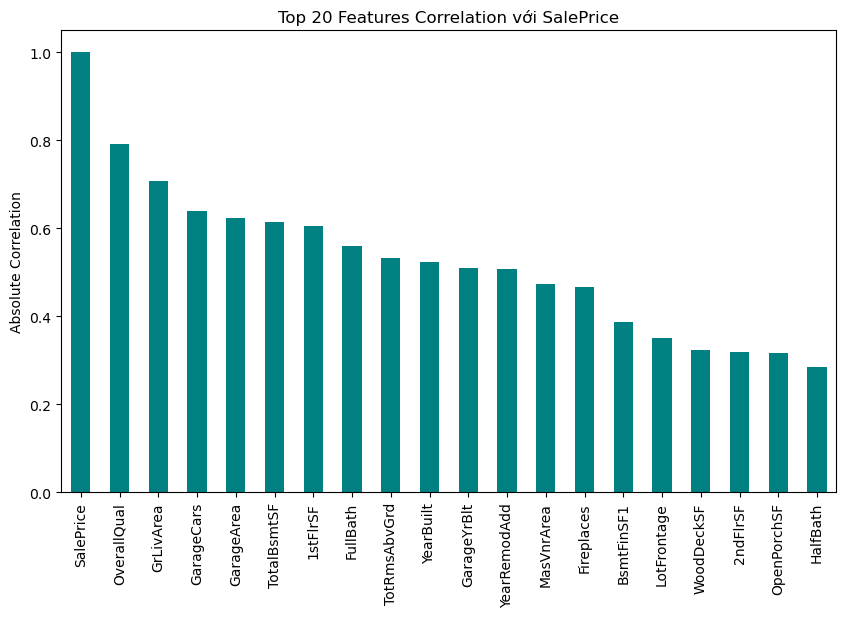 Top 20 Features Correlation với SalePrice
Absolute Correlation
1.0
0.8
0.6
0.4
0.2
0.0
SalePrice
OverallQual
GrLivArea
GarageCars
GarageArea
TotalBsmtSF
1stFlrSF
FullBath
TotRmsAbvGrd
YearBuilt
GarageYrBlt
YearRemodAdd
MasVnrArea
Fireplaces
BsmtFinSF1
LotFrontage
WoodDeckSF
2ndFlrSF
OpenPorchSF
HalfBath